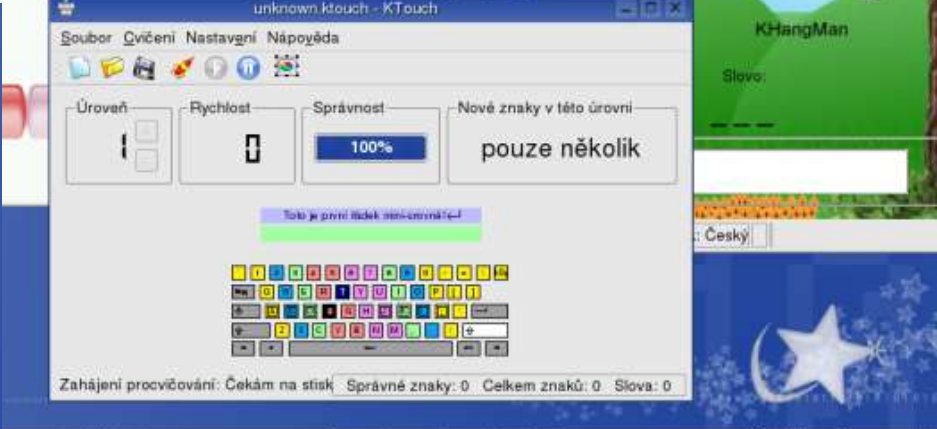 unknown.ktouch - KTouch
Soubor Cvičení Nastavení Nápověda
Úroveň
Rychlost
Správnost
Nové znaky v této úrovni
1
0
100%
pouze několik
Toto je první řádek mini-úrovně!
Zahájení procvičování: Čekám na stisk
Správné znaky: 0 Celkem znaků: 0 Slova: 0
KHangMan
Slovo:
Český